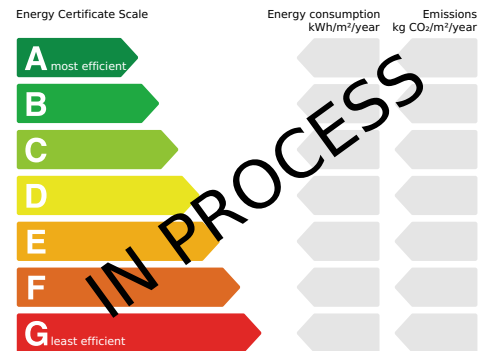 Energy Certificate Scale
Energy consumption
kWh/m²/year
Emissions
kg CO₂/m²/year
A most efficient
B
C
D
E
F
G least efficient
IN PROCESS